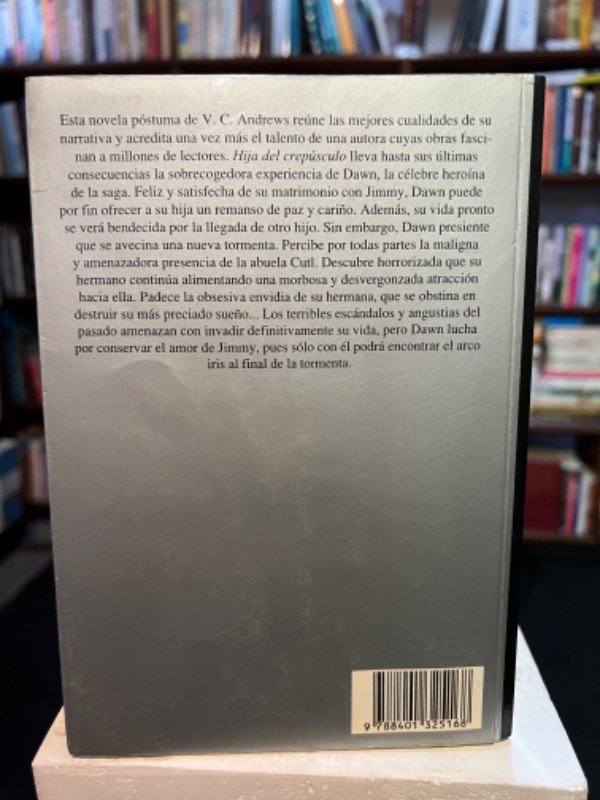 Esta novela póstuma de V. C. Andrews reúne las mejores cualidades de su
narrativa y acredita una vez más el talento de una autora cuyas obras fasci-
nan a millones de lectores. Hija del crepúsculo lleva hasta sus últimas
consecuencias la sobrecogedora experiencia de Dawn, la célebre heroína
de la saga. Feliz y satisfecha de su matrimonio con Jimmy, Dawn puede
por fin ofrecer a su hija un remanso de paz y cariño. Además, su vida pronto
se verá bendecida por la llegada de otro hijo. Sin embargo, Dawn presiente
que se avecina una nueva tormenta. Percibe por todas partes la maligna
y amenazadora presencia de la abuela Cutl. Descubre horrorizada que su
hermano continúa alimentando una morbosa y desvergonzada atracción
hacia ella. Padece la obsesiva envidia de su hermana, que se obstina en
destruir su más preciado sueño... Los terribles escándalos y angustias del
pasado amenazan con invadir definitivamente su vida, pero Dawn lucha
por conservar el amor de Jimmy, pues sólo con él podrá encontrar el arco
iris al final de la tormenta.
9 788401 325168